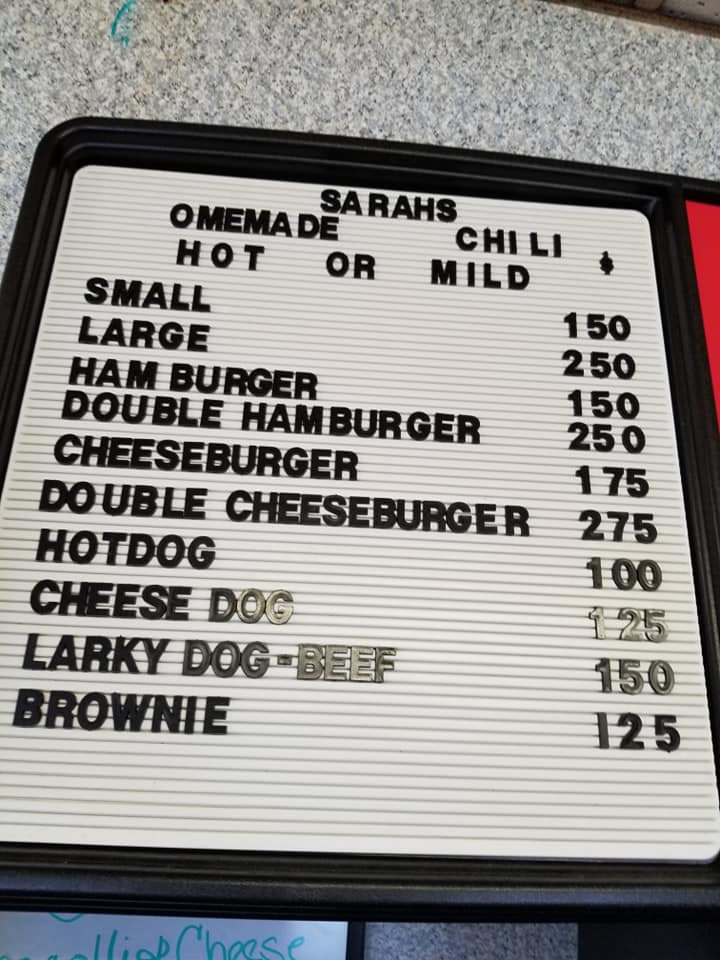 SARAHS
OMEMADE CHILI
HOT OR MILD
SMALL 150
LARGE 250
HAM BURGER 150
DOUBLE HAMBURGER 250
CHEESEBURGER 175
DOUBLE CHEESEBURGER 275
HOTDOG 100
CHEESE DOG 125
LARKY DOG-BEEF 150
BROWNIE 125
Cheese